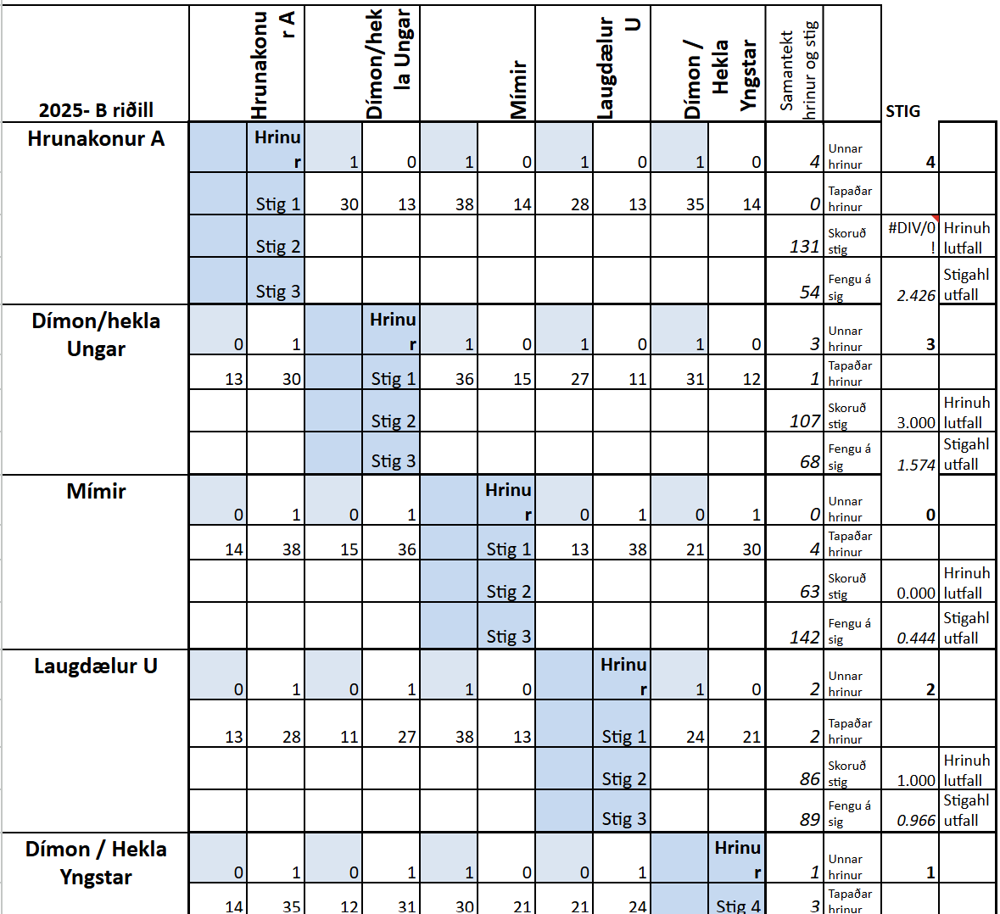 2025- B riðill Hrunakonu r A Dímon/hek la Ungar Mímir Laugdælur U Dímon / Hekla Yngstar Samantekt hrinur og stig STIG
Hrunakonur A Hrinu r 1 0 1 0 1 0 1 0 4 Unnar hrinur 4
Stig 1 30 13 38 14 28 13 35 14 0 Tapaðar hrinur
Stig 2 131 Skoruð stig #DIV/0 ! Hrinuh lutfall
Stig 3 54 Fengu á sig 2.426 Stigahl utfall
Dímon/hekla Ungar 0 1 Hrinu r 1 0 1 0 1 0 3 Unnar hrinur 3
13 30 Stig 1 36 15 27 11 31 12 1 Tapaðar hrinur
Stig 2 107 Skoruð stig 3.000 Hrinuh lutfall
Stig 3 68 Fengu á sig 1.574 Stigahl utfall
Mímir 0 1 0 1 Hrinu r 0 1 0 1 0 Unnar hrinur 0
14 38 15 36 Stig 1 13 38 21 30 4 Tapaðar hrinur
Stig 2 63 Skoruð stig 0.000 Hrinuh lutfall
Stig 3 142 Fengu á sig 0.444 Stigahl utfall
Laugdælur U 0 1 0 1 1 0 Hrinu r 1 0 2 Unnar hrinur 2
13 28 11 27 38 13 Stig 1 24 21 2 Tapaðar hrinur
Stig 2 86 Skoruð stig 1.000 Hrinuh lutfall
Stig 3 89 Fengu á sig 0.966 Stigahl utfall
Dímon / Hekla Yngstar 0 1 0 1 1 0 0 1 Hrinu r 1 Unnar hrinur 1
14 35 12 31 30 21 21 24 Stig 4 3 Tapaðar hrinur